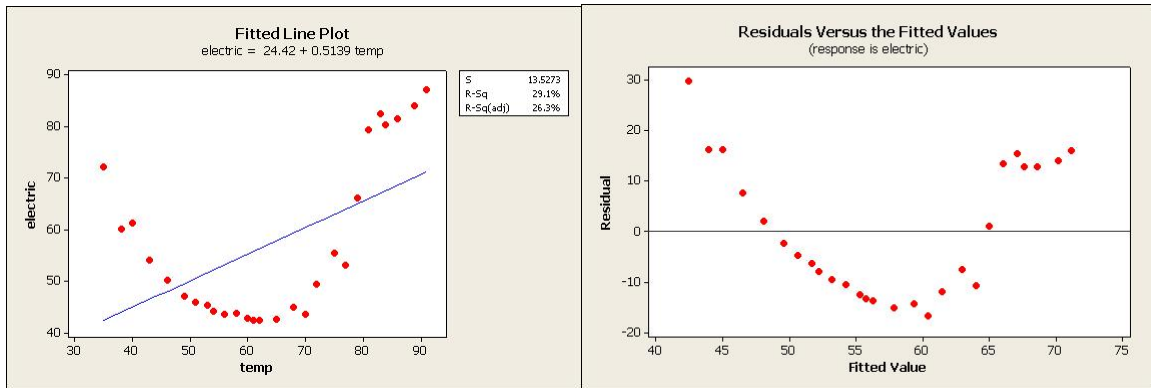 Fitted Line Plot
electric = 24.42 + 0.5139 temp
S 13.5273
R-Sq 29.1%
R-Sq(adj) 26.3%
90
80
70
60
50
40
electric
30 40 50 60 70 80 90
temp
Residuals Versus the Fitted Values
(response is electric)
30
20
10
0
-10
-20
Residual
40 45 50 55 60 65 70 75
Fitted Value